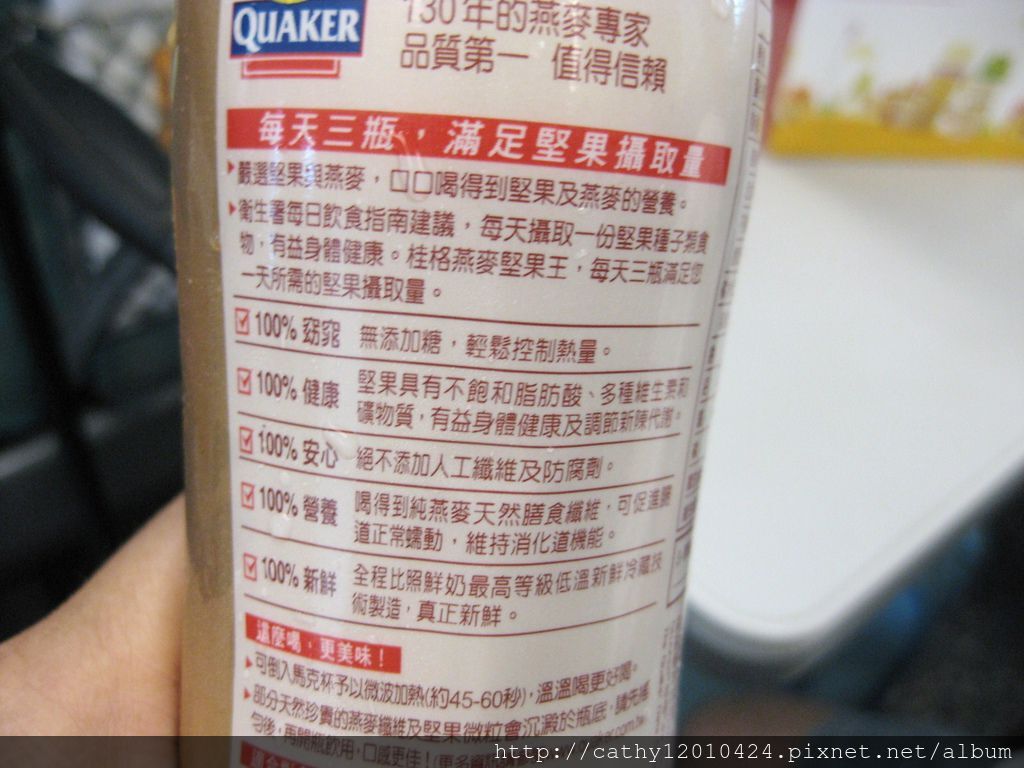 QUAKER
130年的燕麥專家
品質第一 值得信賴
每天三瓶，滿足堅果攝取量
嚴選堅果與燕麥，口口喝得到堅果及燕麥的營養。
衛生署每日飲食指南建議，每天攝取一份堅果種子類食
物，有益身體健康。桂格燕麥堅果王，每天三瓶滿足您
一天所需的堅果攝取量。
100% 窈窕 無添加糖，輕鬆控制熱量。
100% 健康 堅果具有不飽和脂肪酸、多種維生素和
礦物質，有益身體健康及調節新陳代謝。
100% 安心 絕不添加人工纖維及防腐劑。
100% 營養 喝得到純燕麥天然膳食纖維，可促進腸
道正常蠕動，維持消化道機能。
100% 新鮮 全程比照鮮奶最高等級低溫新鮮冷藏技
術製造，真正新鮮。
這麼喝，更美味！
可倒入馬克杯予以微波加熱(約45-60秒)，溫溫喝更好喝。
部分天然珍貴的燕麥纖維及堅果微粒會沉澱於瓶底，請先搖
勻後，再開瓶飲用，口感更佳！(更多
http://cathy12010424.pixnet.net/album